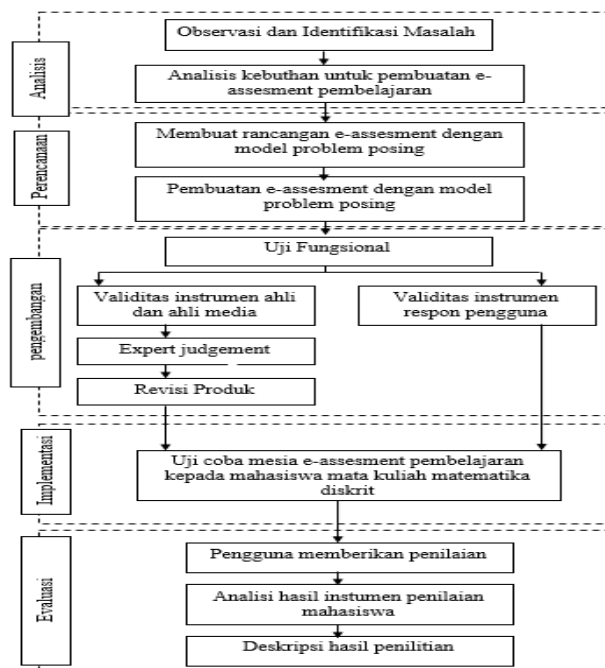 Analisis
Observasi dan Identifikasi Masalah
Analisis kebuthan untuk pembuatan e-
assesment pembelajaran
Perencanaan
Membuat rancangan e-assesment dengan
model problem posing
Pembuatan e-assesment dengan model
problem posing
pengembangan
Uji Fungsional
Validitas instrumen ahli
dan ahli media
Validitas instrumen
respon pengguna
Expert judgement
Revisi Produk
Implementasi
Uji coba mesia e-assesment pembelajaran
kepada mahasiswa mata kuliah matematika
diskrit
Evaluasi
Pengguna memberikan penilaian
Analisi hasil instumen penilaian
mahasiswa
Deskripsi hasil penilitian